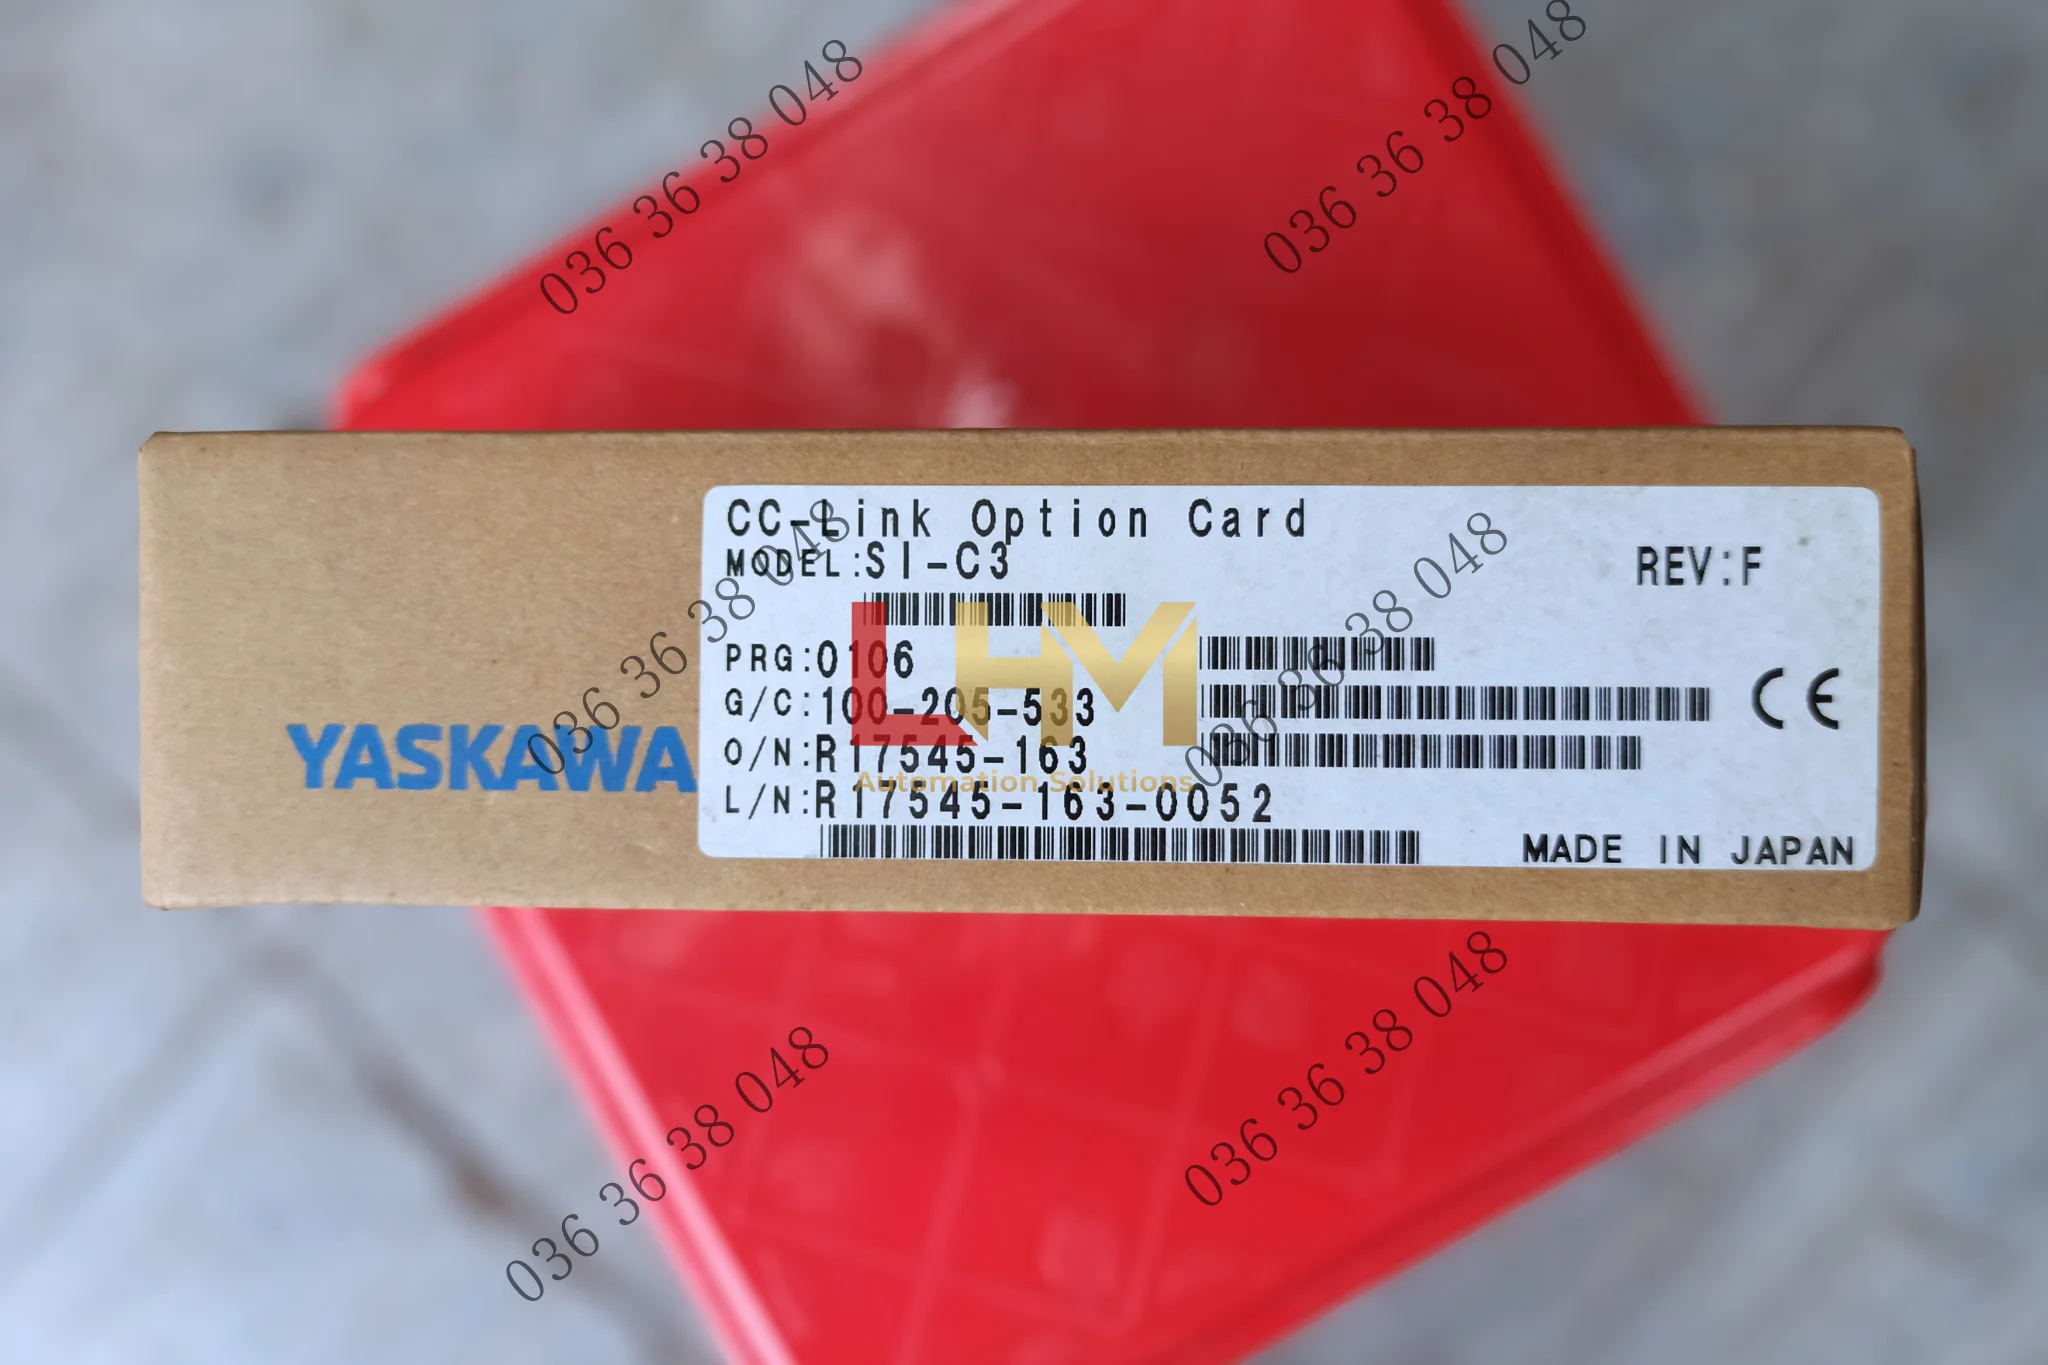 036 36 38 048
036 36 38 048
CC-Link Option Card
MODEL:SI-C3
REV:F
036 36 38 048
036 36 38 048
LHM
Automation Solutions
PRG:0106
G/C:100-205-533
CE
YASKAWA
O/N:R17545-163
L/N:R17545-163-0052
MADE IN JAPAN
036 36 38 048
036 36 38 048